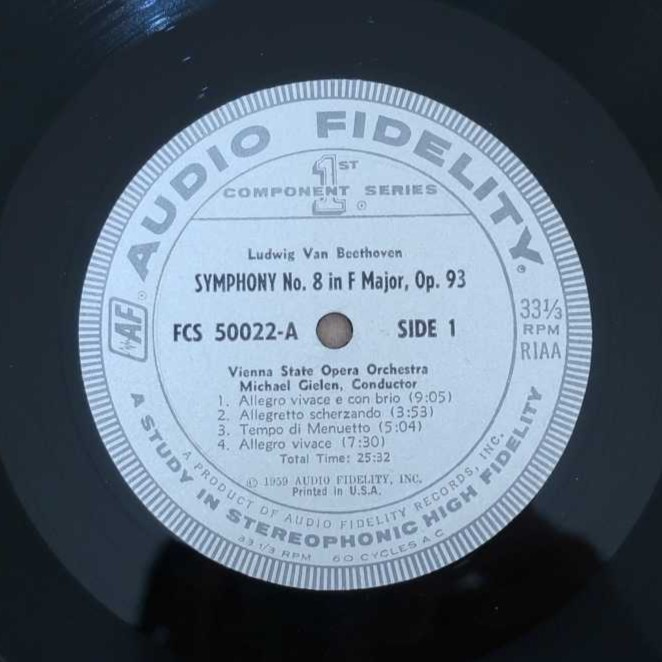 AUDIO FIDELITY®
1ST
COMPONENT SERIES
®
Ludwig Van Beethoven
SYMPHONY No. 8 in F Major, Op. 93
AF®
33⅓
RPM
RIAA
FCS 50022-A SIDE 1
Vienna State Opera Orchestra
Michael Gielen, Conductor
1. Allegro vivace e con brio (9:05)
2. Allegretto scherzando (3:53)
3. Tempo di Menuetto (5:04)
4. Allegro vivace (7:30)
Total Time: 25:32
© 1959 AUDIO FIDELITY, INC.
Printed in U.S.A.
A PRODUCT OF AUDIO FIDELITY RECORDS, INC.
A STUDY IN STEREOPHONIC HIGH FIDELITY
33 1/3 RPM 60 CYCLES A C